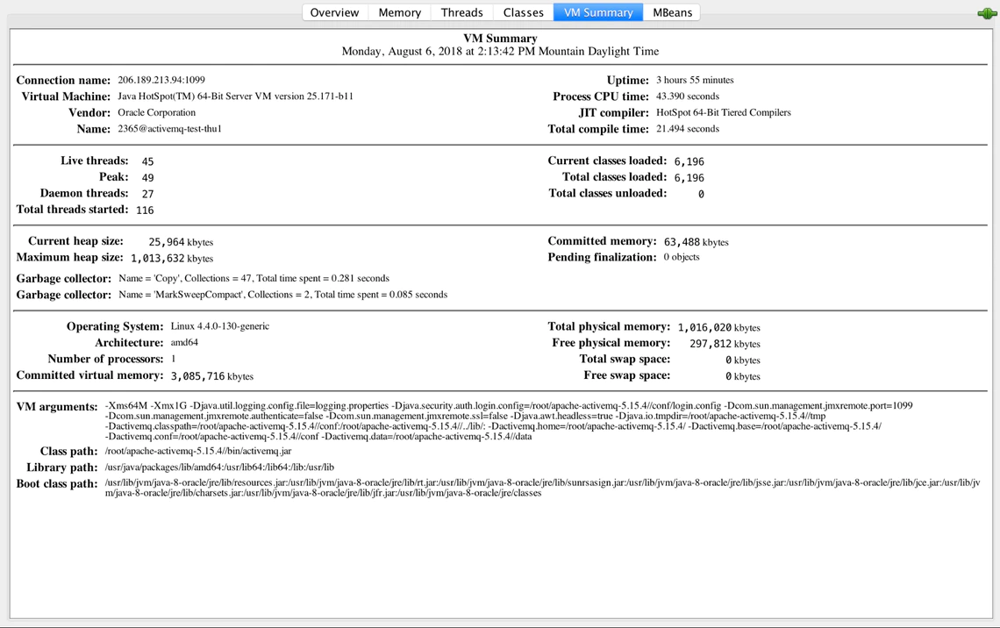 Overview Memory Threads Classes VM Summary MBeans
VM Summary
Monday, August 6, 2018 at 2:13:42 PM Mountain Daylight Time
Connection name: 206.189.213.94:1099
Virtual Machine: Java HotSpot(TM) 64-Bit Server VM version 25.171-b11
Vendor: Oracle Corporation
Name: 2365@activemq-test-thu1
Uptime: 3 hours 55 minutes
Process CPU time: 43.390 seconds
JIT compiler: HotSpot 64-Bit Tiered Compilers
Total compile time: 21.494 seconds
Live threads: 45
Peak: 49
Daemon threads: 27
Total threads started: 116
Current classes loaded: 6,196
Total classes loaded: 6,196
Total classes unloaded: 0
Current heap size: 25,964 kbytes
Maximum heap size: 1,013,632 kbytes
Committed memory: 63,488 kbytes
Pending finalization: 0 objects
Garbage collector: Name = 'Copy', Collections = 47, Total time spent = 0.281 seconds
Garbage collector: Name = 'MarkSweepCompact', Collections = 2, Total time spent = 0.085 seconds
Operating System: Linux 4.4.0-130-generic
Architecture: amd64
Number of processors: 1
Committed virtual memory: 3,085,716 kbytes
Total physical memory: 1,016,020 kbytes
Free physical memory: 297,812 kbytes
Total swap space: 0 kbytes
Free swap space: 0 kbytes
VM arguments: -Xms64M -Xmx1G -Djava.util.logging.config.file=logging.properties -Djava.security.auth.login.config=/root/apache-activemq-5.15.4//conf/login.config -Dcom.sun.management.jmxremote.port=1099
-Dcom.sun.management.jmxremote.authenticate=false -Dcom.sun.management.jmxremote.ssl=false -Djava.awt.headless=true -Djava.io.tmpdir=/root/apache-activemq-5.15.4//tmp
-Dactivemq.classpath=/root/apache-activemq-5.15.4//conf:/root/apache-activemq-5.15.4//../lib/: -Dactivemq.home=/root/apache-activemq-5.15.4/ -Dactivemq.base=/root/apache-activemq-5.15.4/
-Dactivemq.conf=/root/apache-activemq-5.15.4//conf -Dactivemq.data=/root/apache-activemq-5.15.4//data
Class path: /root/apache-activemq-5.15.4//bin/activemq.jar
Library path: /usr/java/packages/lib/amd64:/usr/lib64:/lib64:/lib:/usr/lib
Boot class path: /usr/lib/jvm/java-8-oracle/jre/lib/resources.jar:/usr/lib/jvm/java-8-oracle/jre/lib/rt.jar:/usr/lib/jvm/java-8-oracle/jre/lib/sunrsasign.jar:/usr/lib/jvm/java-8-oracle/jre/lib/jsse.jar:/usr/lib/jvm/java-8-oracle/jre/lib/jce.jar:/usr/lib/jv
m/java-8-oracle/jre/lib/charsets.jar:/usr/lib/jvm/java-8-oracle/jre/lib/jfr.jar:/usr/lib/jvm/java-8-oracle/jre/classes